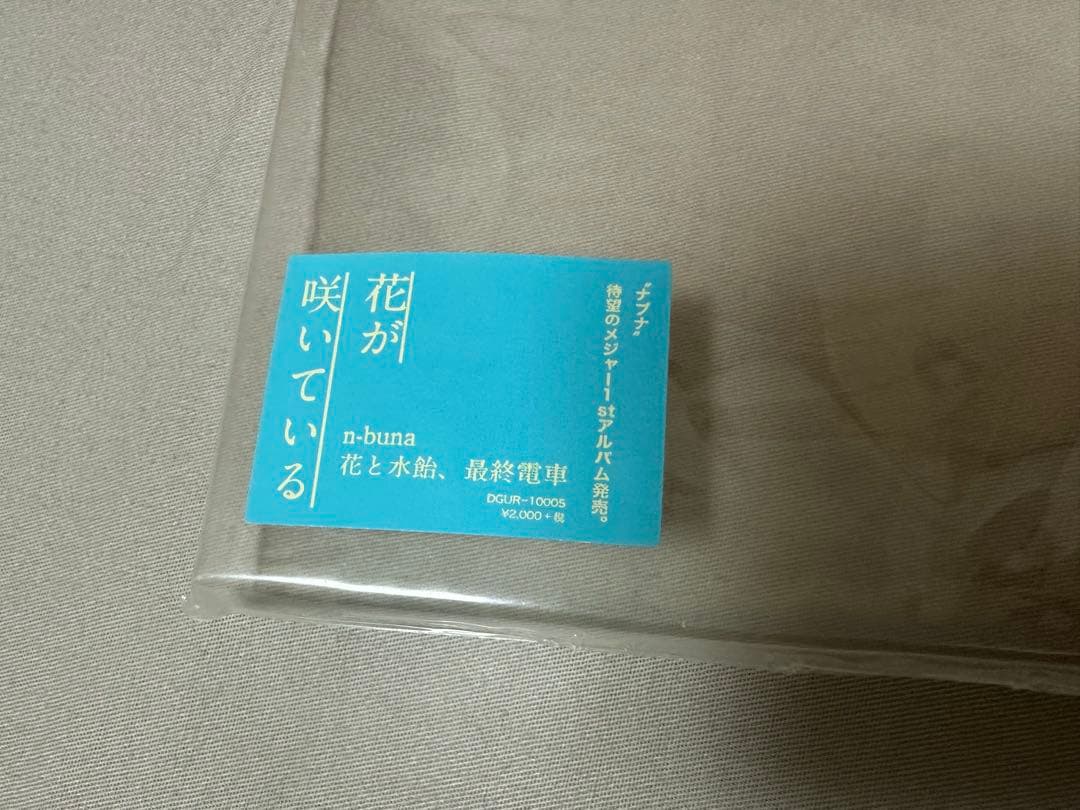 〝ナブナ〟
待望のメジャー1stアルバム発売。
花が
咲いている
n-buna
花と水飴、最終電車
DGUR-10005
¥2,000+税